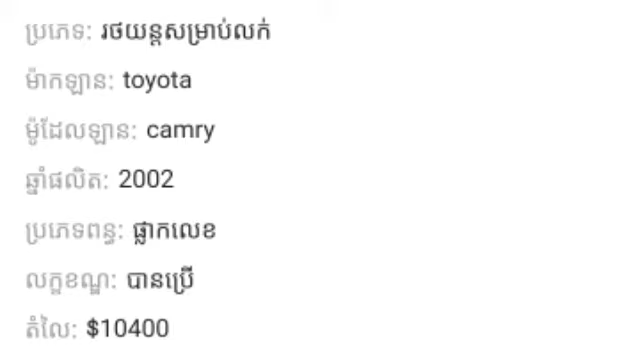 ប្រភេទ: រថយន្តសម្រាប់លក់
ម៉ាកឡាន: toyota
ម៉ូដែលឡាន: camry
ឆ្នាំផលិត: 2002
ប្រភេទពន្ធ: ផ្លាកលេខ
លក្ខខណ្ឌ: បានប្រើ
តំលៃ: $10400